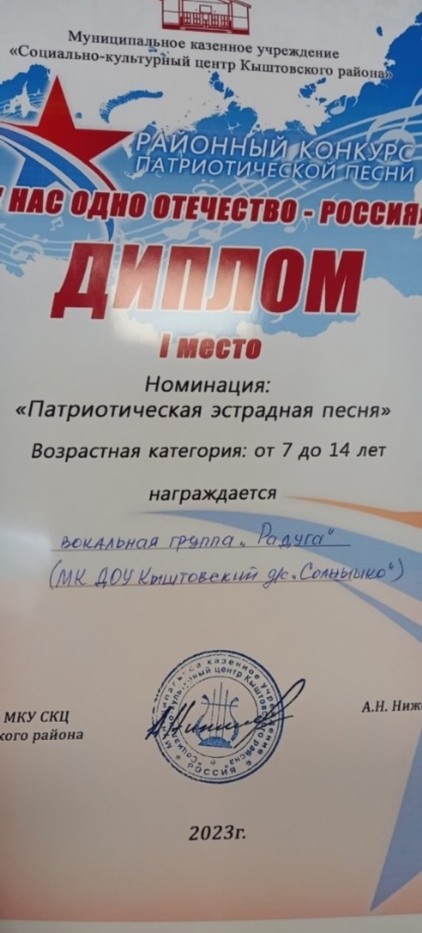 Муниципальное казенное учреждение
«Социально-культурный центр Кыштовского района»
РАЙОННЫЙ КОНКУРС
ПАТРИОТИЧЕСКОЙ ПЕСНИ
НАС ОДНО ОТЕЧЕСТВО - РОССИЯ
ДИПЛОМ
I место
Номинация:
«Патриотическая эстрадная песня»
Возрастная категория: от 7 до 14 лет
награждается
вокальная группа „Радуга"
(МК ДОУ Кыштовский д/с „Солнышко")
МКУ СКЦ
кого района
А.Н. Ниж
РОССИЯ
2023г.